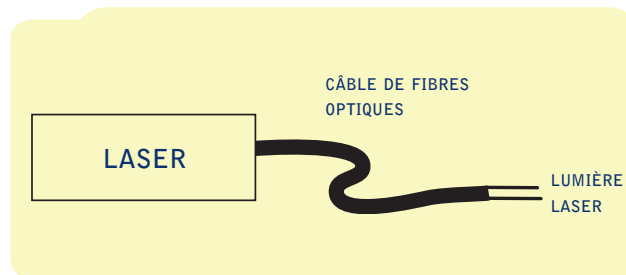 CÂBLE DE FIBRES
OPTIQUES
LASER
LUMIÈRE
LASER